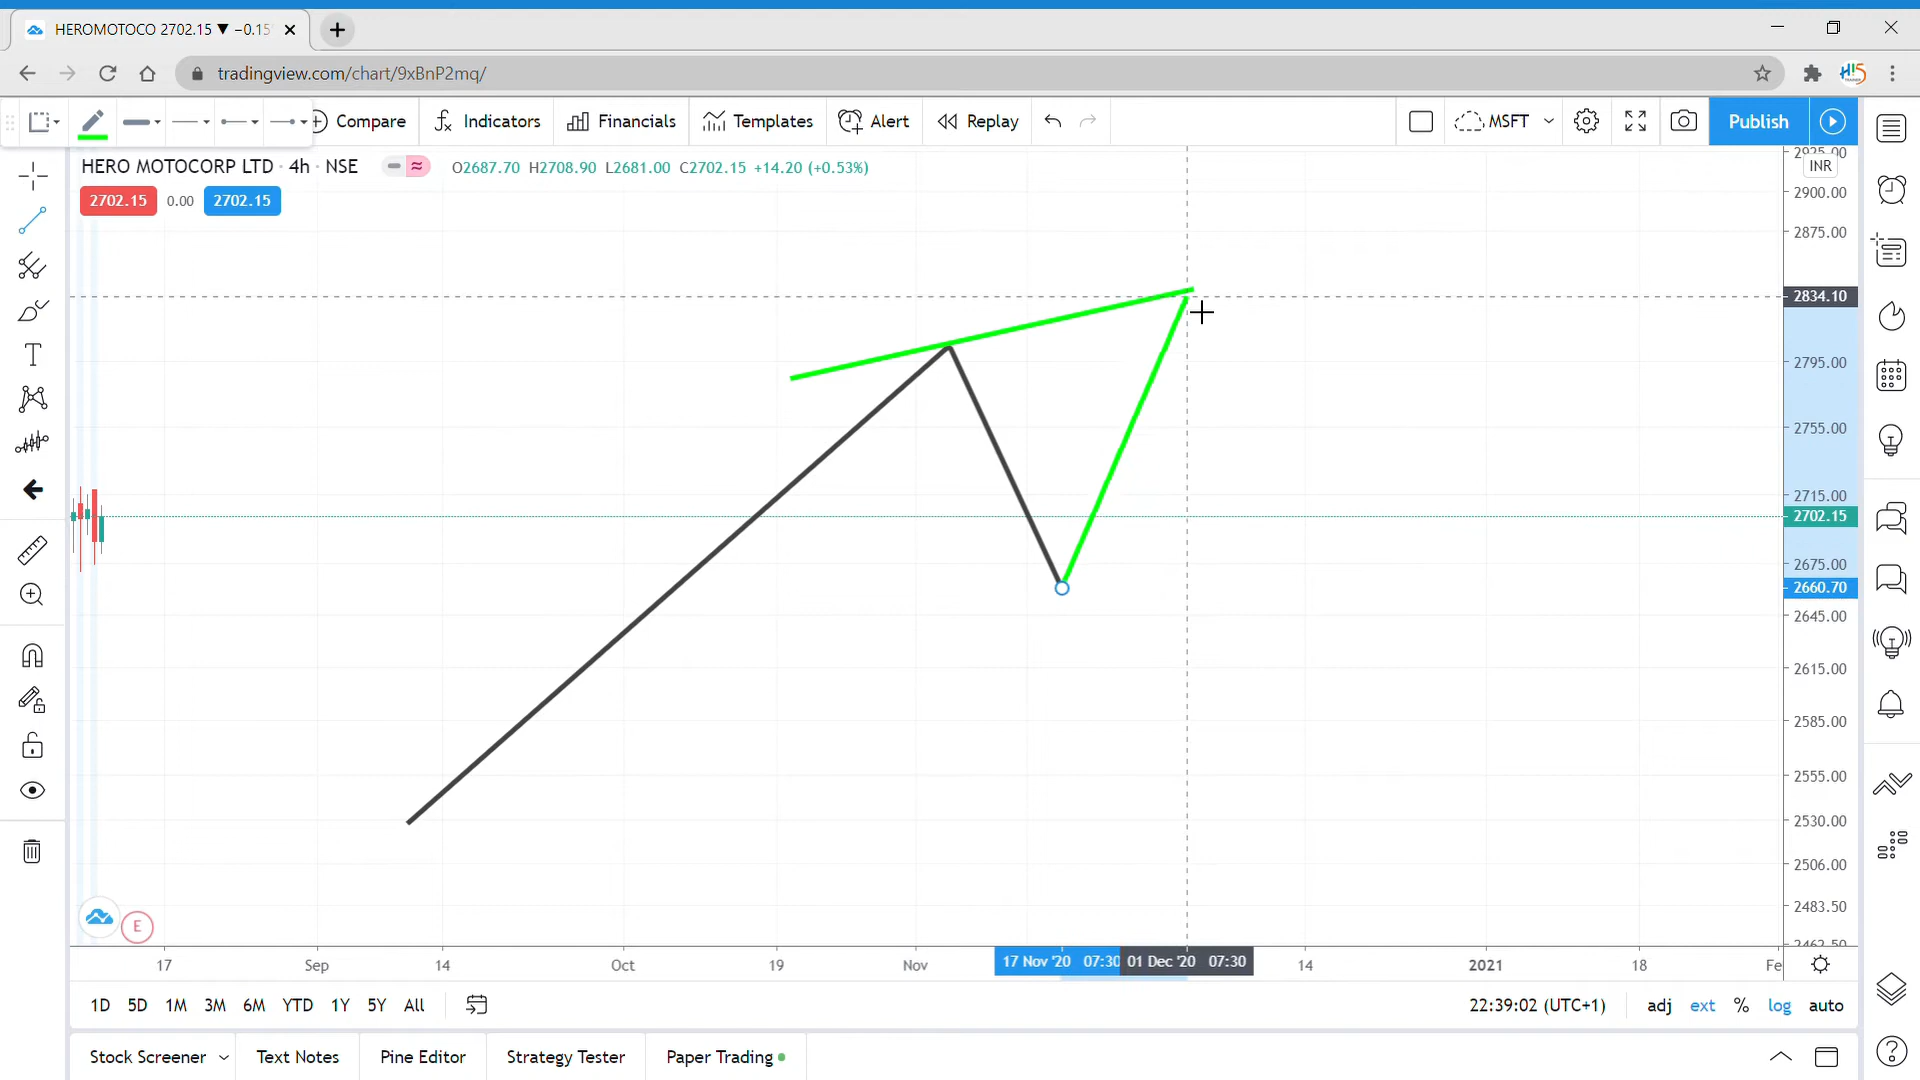 HEROMOTOCO 2702.15 ▼ −0.15
tradingview.com/chart/9xBnP2mq/
Compare
Indicators
Financials
Templates
Alert
Replay
MSFT
Publish
HERO MOTOCORP LTD · 4h · NSE
O2687.70 H2708.90 L2681.00 C2702.15 +14.20 (+0.53%)
2702.15 0.00 2702.15
2925.00
INR
2900.00
2875.00
2834.10
2795.00
2755.00
2715.00
2702.15
2675.00
2660.70
2645.00
2615.00
2585.00
2555.00
2530.00
2506.00
2483.50
2462.50
E
17 Sep 14 Oct 19 Nov 17 Nov '20 07:30 01 Dec '20 07:30 14 2021 18 Fe
1D 5D 1M 3M 6M YTD 1Y 5Y All
22:39:02 (UTC+1) adj ext % log auto
Stock Screener Text Notes Pine Editor Strategy Tester Paper Trading